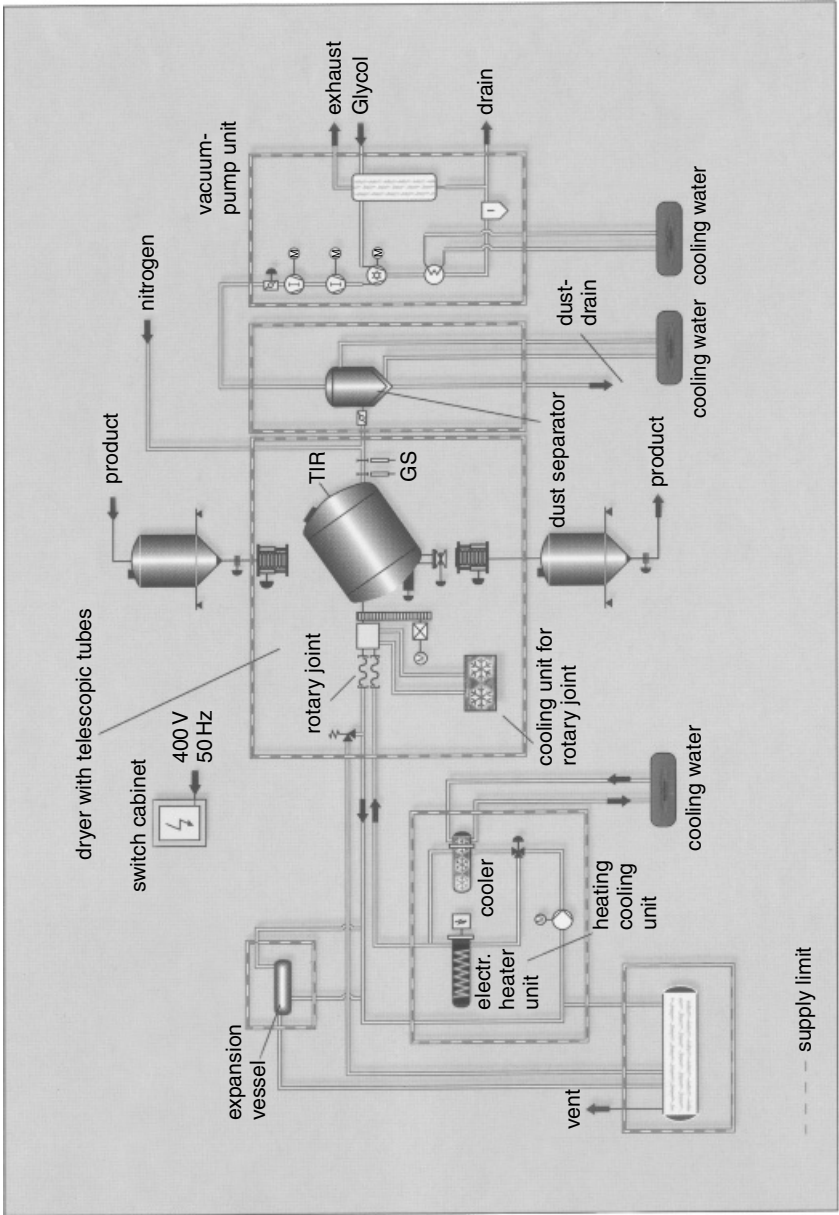 exhaust
Glycol
vacuum-
pump unit
drain
nitrogen
M
M
M
cooling water
dust-
drain
cooling water
product
TIR
GS
dust separator
product
dryer with telescopic tubes
rotary joint
400 V
50 Hz
switch cabinet
cooling unit for
rotary joint
cooling water
cooler
heating
cooling
unit
electr.
heater
unit
expansion
vessel
vent
supply limit